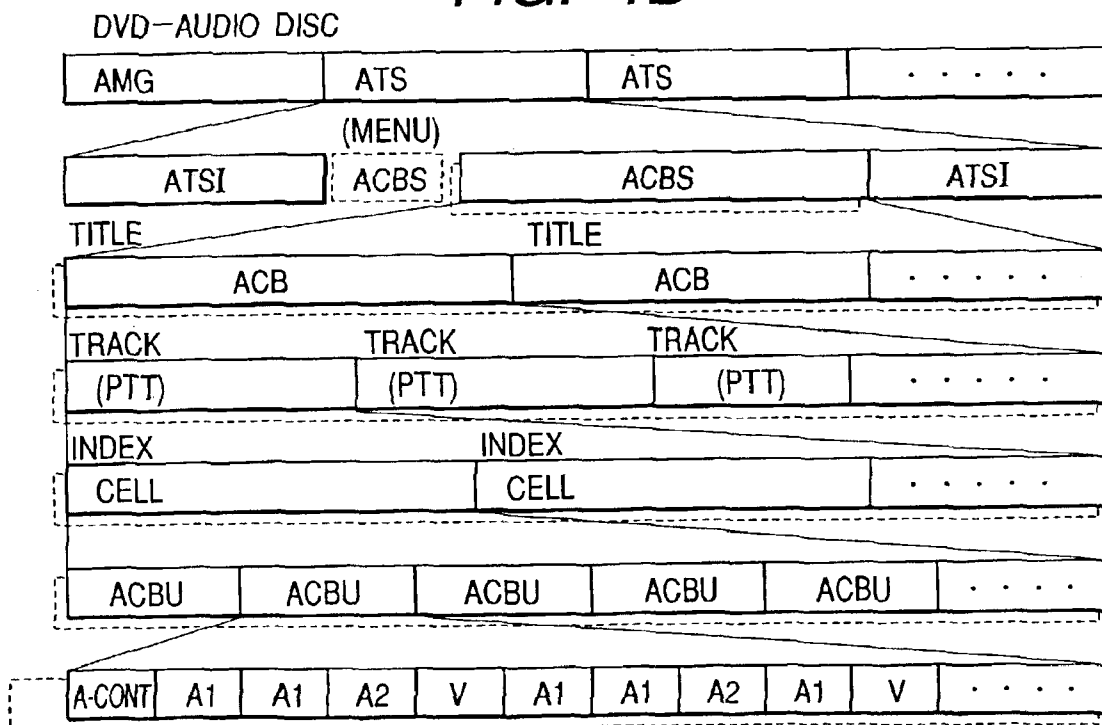 DVD-AUDIO DISC
AMG ATS ATS . . . . .
(MENU)
ATSI ACBS ACBS ATSI
TITLE TITLE
ACB ACB . . . . .
TRACK TRACK TRACK
(PTT) (PTT) (PTT) . . . . .
INDEX INDEX
CELL CELL . . . . .
ACBU ACBU ACBU ACBU ACBU . . . .
A-CONT A1 A1 A2 V A1 A1 A2 A1 V . . . . .